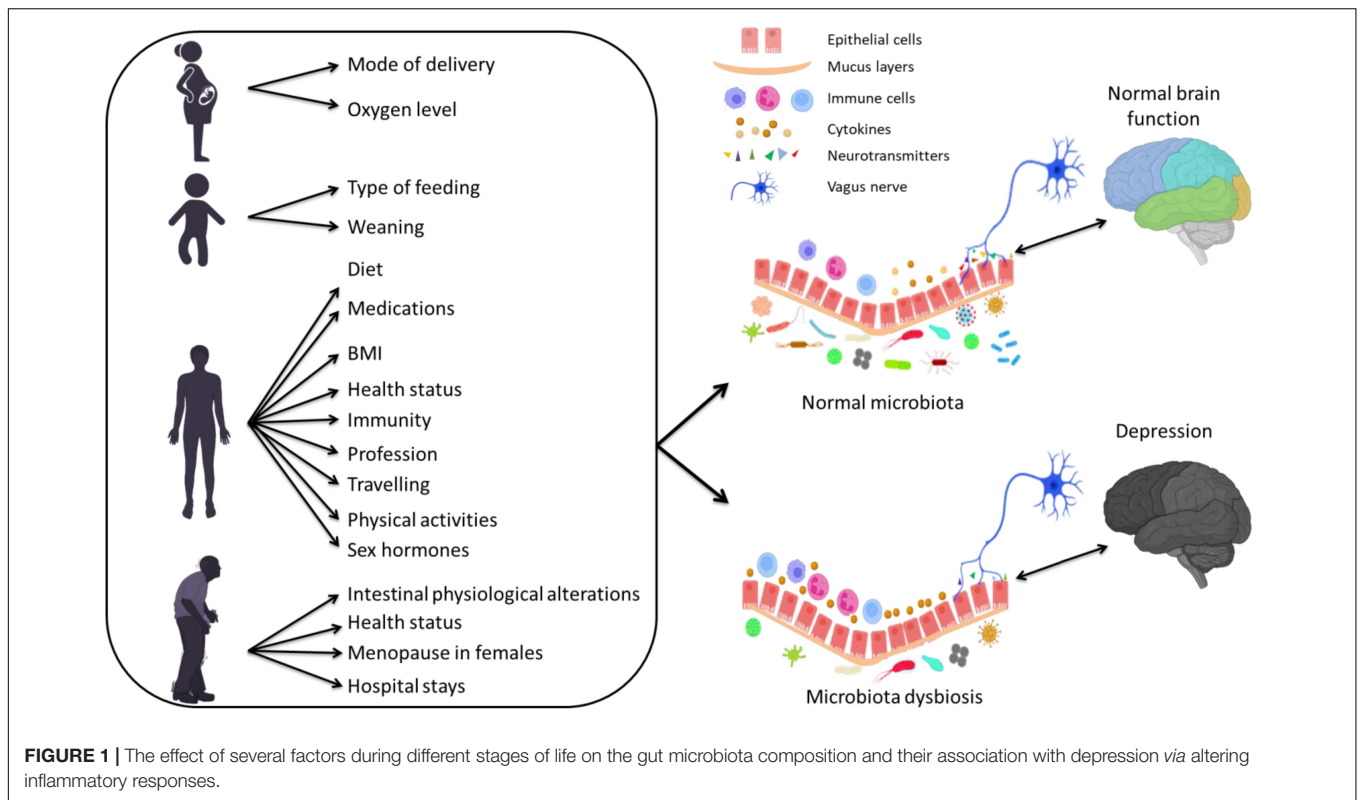 Mode of delivery
Oxygen level
Type of feeding
Weaning
Diet
Medications
BMI
Health status
Immunity
Profession
Travelling
Physical activities
Sex hormones
Intestinal physiological alterations
Health status
Menopause in females
Hospital stays
Epithelial cells
Mucus layers
Immune cells
Cytokines
Neurotransmitters
Vagus nerve
Normal brain
function
Normal microbiota
Depression
Microbiota dysbiosis
FIGURE 1 | The effect of several factors during different stages of life on the gut microbiota composition and their association with depression via altering
inflammatory responses.